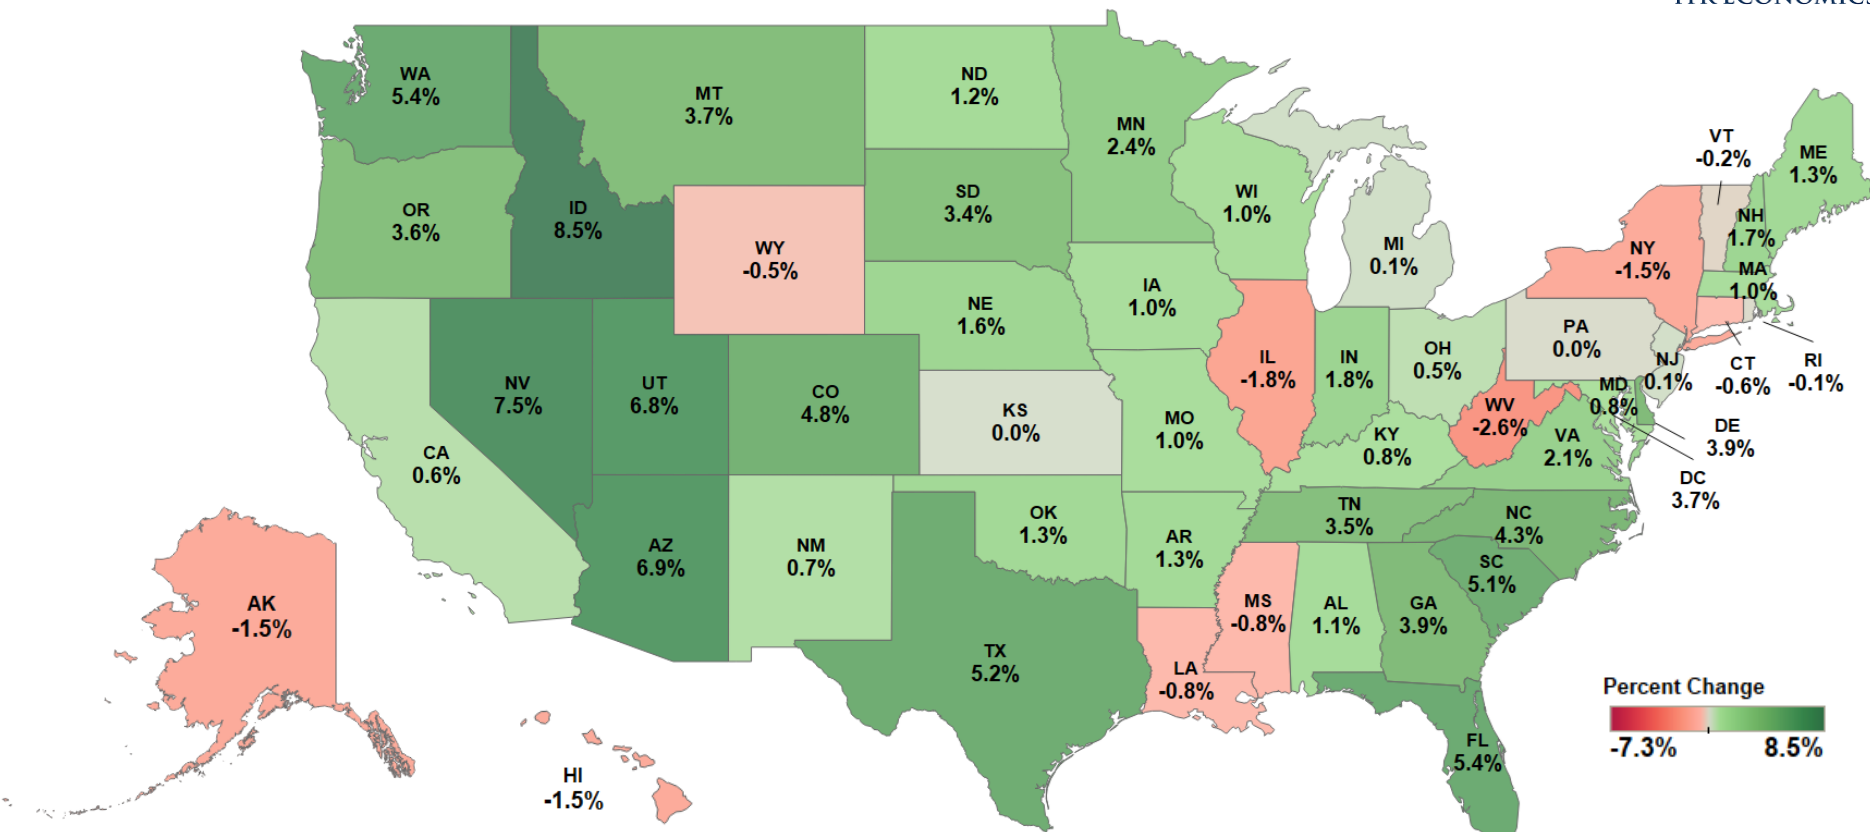 ITR ECONOMICS
WA
5.4%
MT
3.7%
ND
1.2%
MN
2.4%
VT
-0.2%
ME
1.3%
OR
3.6%
ID
8.5%
WY
-0.5%
SD
3.4%
WI
1.0%
MI
0.1%
NY
-1.5%
NH
1.7%
MA
1.0%
NE
1.6%
IA
1.0%
IL
-1.8%
IN
1.8%
OH
0.5%
PA
0.0%
NJ
0.1%
CT
-0.6%
RI
-0.1%
NV
7.5%
UT
6.8%
CO
4.8%
KS
0.0%
MO
1.0%
KY
0.8%
WV
-2.6%
MD
0.8%
VA
2.1%
DE
3.9%
DC
3.7%
CA
0.6%
AZ
6.9%
NM
0.7%
OK
1.3%
AR
1.3%
TN
3.5%
NC
4.3%
SC
5.1%
AK
-1.5%
TX
5.2%
LA
-0.8%
MS
-0.8%
AL
1.1%
GA
3.9%
FL
5.4%
HI
-1.5%
Percent Change
-7.3%
8.5%